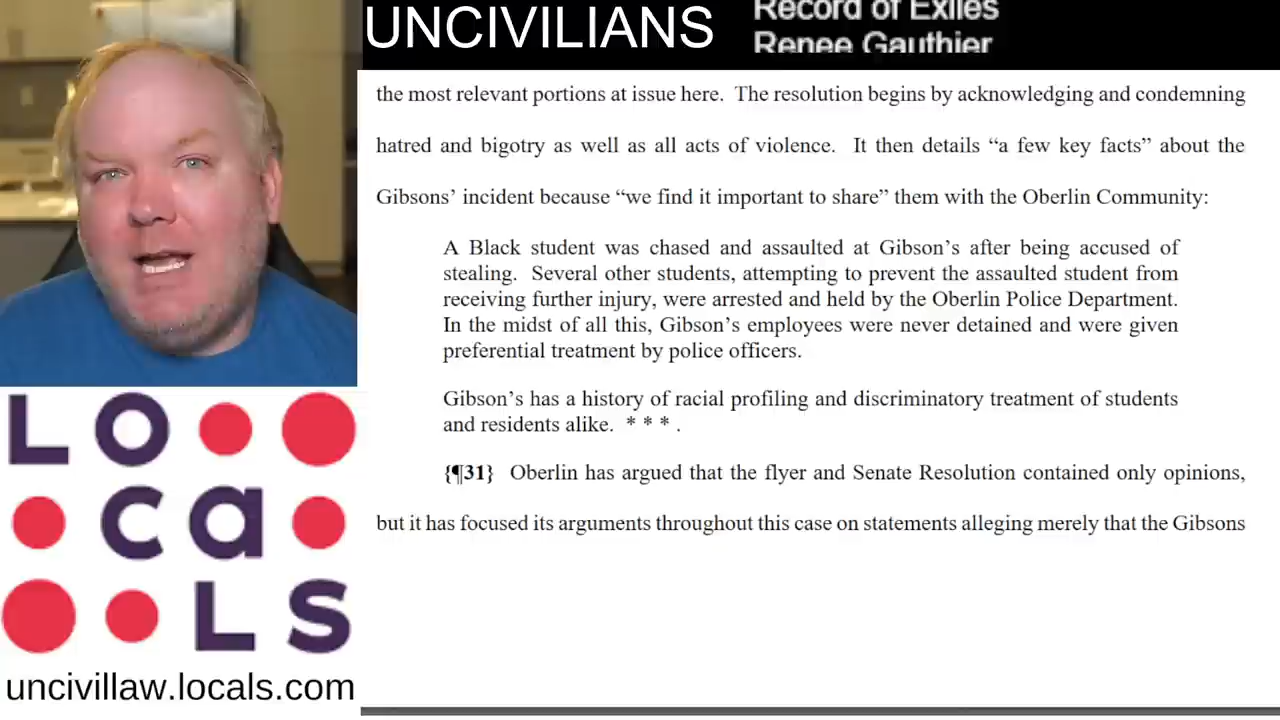 UNCIVILIANS
Record of Exiles
Renee Gauthier
the most relevant portions at issue here. The resolution begins by acknowledging and condemning
hatred and bigotry as well as all acts of violence. It then details “a few key facts” about the
Gibsons’ incident because “we find it important to share” them with the Oberlin Community:
A Black student was chased and assaulted at Gibson’s after being accused of
stealing. Several other students, attempting to prevent the assaulted student from
receiving further injury, were arrested and held by the Oberlin Police Department.
In the midst of all this, Gibson’s employees were never detained and were given
preferential treatment by police officers.
Gibson’s has a history of racial profiling and discriminatory treatment of students
and residents alike. * * * .
{¶31} Oberlin has argued that the flyer and Senate Resolution contained only opinions,
but it has focused its arguments throughout this case on statements alleging merely that the Gibsons
LO
ca
LS
uncivillaw.locals.com